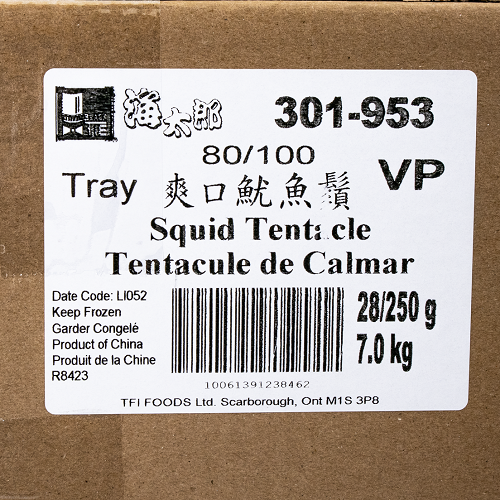 漁太郎 301-953
80/100
Tray 爽口魷魚鬚 VP
Squid Tentacle
Tentacule de Calmar
Date Code: LI052
Keep Frozen
Garder Congelé
Product of China
Produit de la Chine
R8423
28/250 g
7.0 kg
10061391238462
TFI FOODS Ltd. Scarborough, Ont M1S 3P8